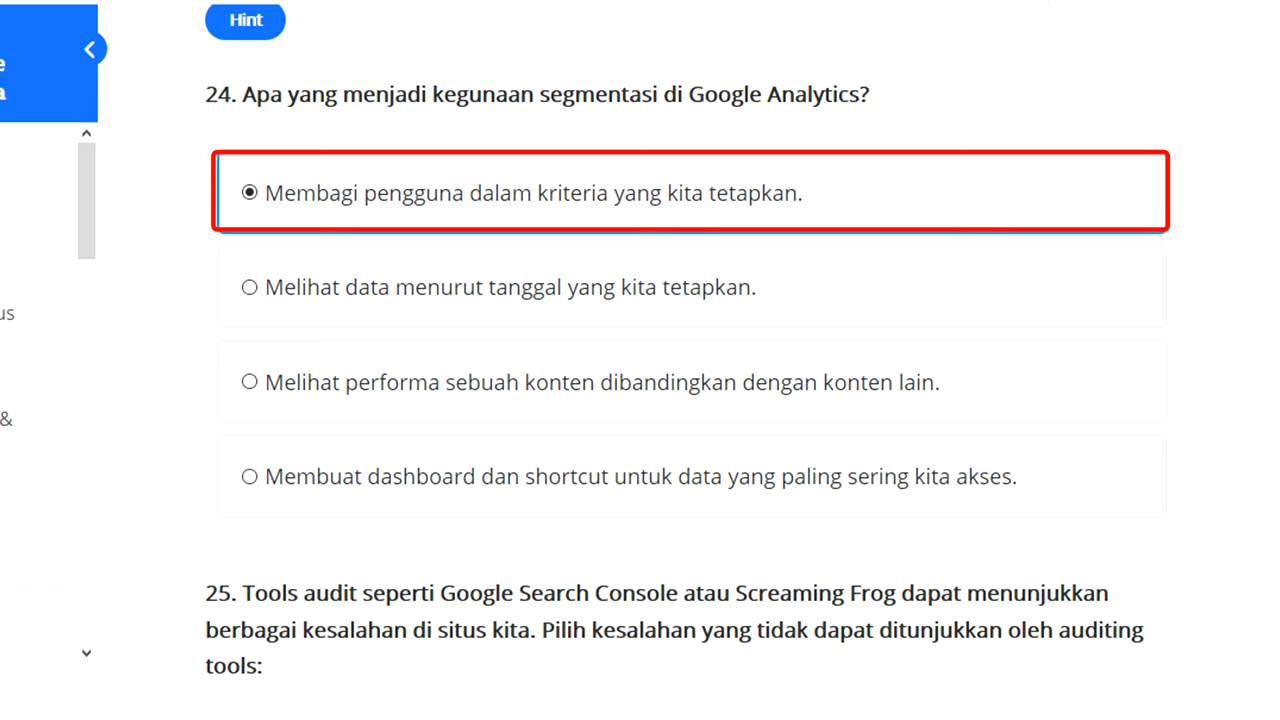 Hint
24. Apa yang menjadi kegunaan segmentasi di Google Analytics?
Membagi pengguna dalam kriteria yang kita tetapkan.
Melihat data menurut tanggal yang kita tetapkan.
us
Melihat performa sebuah konten dibandingkan dengan konten lain.
&
Membuat dashboard dan shortcut untuk data yang paling sering kita akses.
25. Tools audit seperti Google Search Console atau Screaming Frog dapat menunjukkan
berbagai kesalahan di situs kita. Pilih kesalahan yang tidak dapat ditunjukkan oleh auditing
tools: